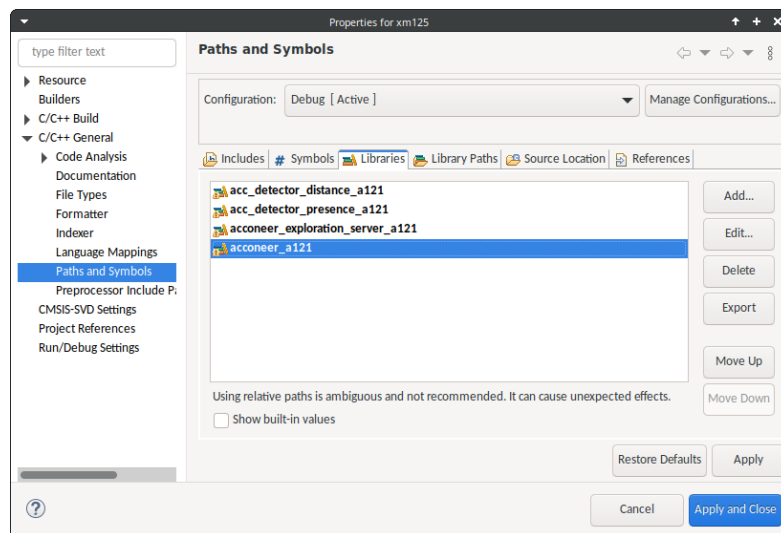 Properties for xm125
type filter text
Paths and Symbols
Resource
Builders
C/C++ Build
C/C++ General
Code Analysis
Documentation
File Types
Formatter
Indexer
Language Mappings
Paths and Symbols
Preprocessor Include Pa
CMSIS-SVD Settings
Project References
Run/Debug Settings
Configuration: Debug [ Active ] Manage Configurations...
Includes # Symbols Libraries Library Paths Source Location References
acc_detector_distance_a121
acc_detector_presence_a121
acconeer_exploration_server_a121
acconeer_a121
Add...
Edit...
Delete
Export
Move Up
Move Down
Using relative paths is ambiguous and not recommended. It can cause unexpected effects.
Show built-in values
Restore Defaults Apply
? Cancel Apply and Close